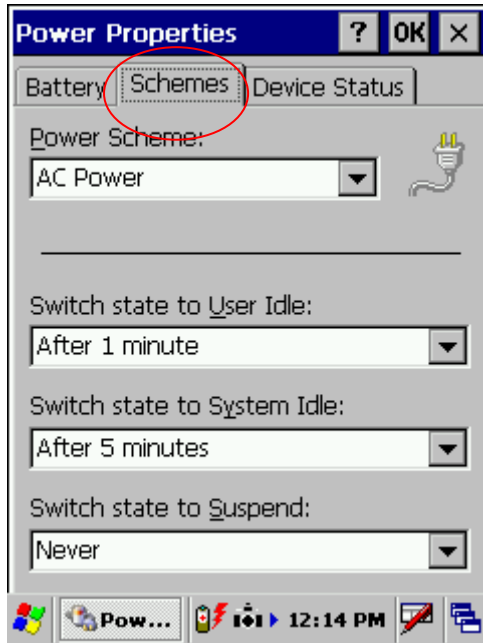 Power Properties ? OK ×
Battery Schemes Device Status
Power Scheme:
AC Power
Switch state to User Idle:
After 1 minute
Switch state to System Idle:
After 5 minutes
Switch state to Suspend:
Never
Pow... 12:14 PM